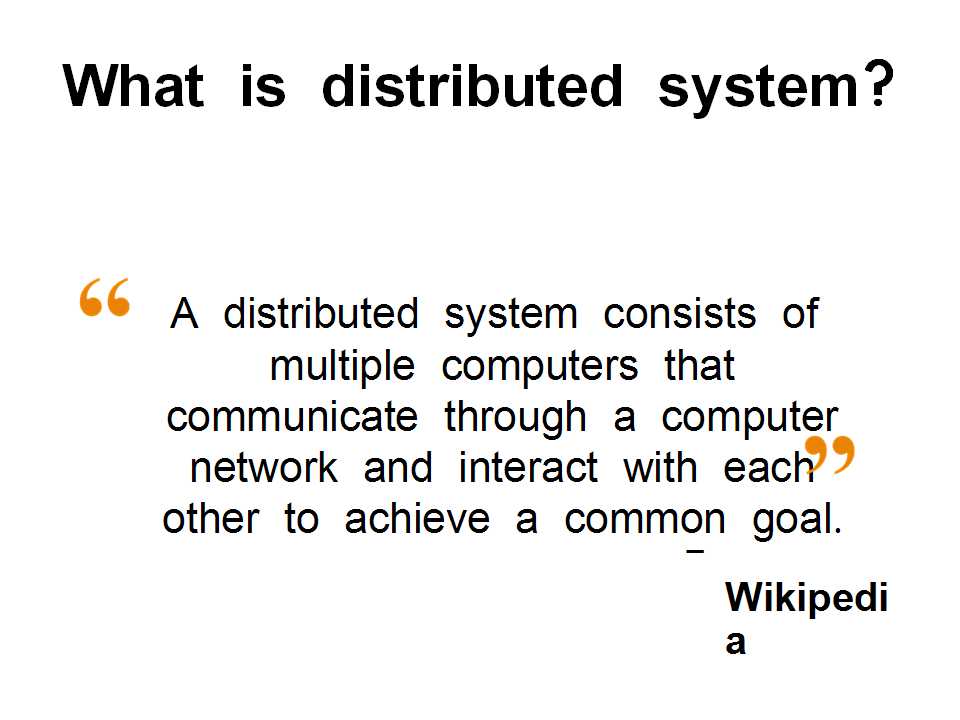 What is distributed system?
“ A distributed system consists of
multiple computers that
communicate through a computer
network and interact with each ”
other to achieve a common goal.
–
Wikipedi
a